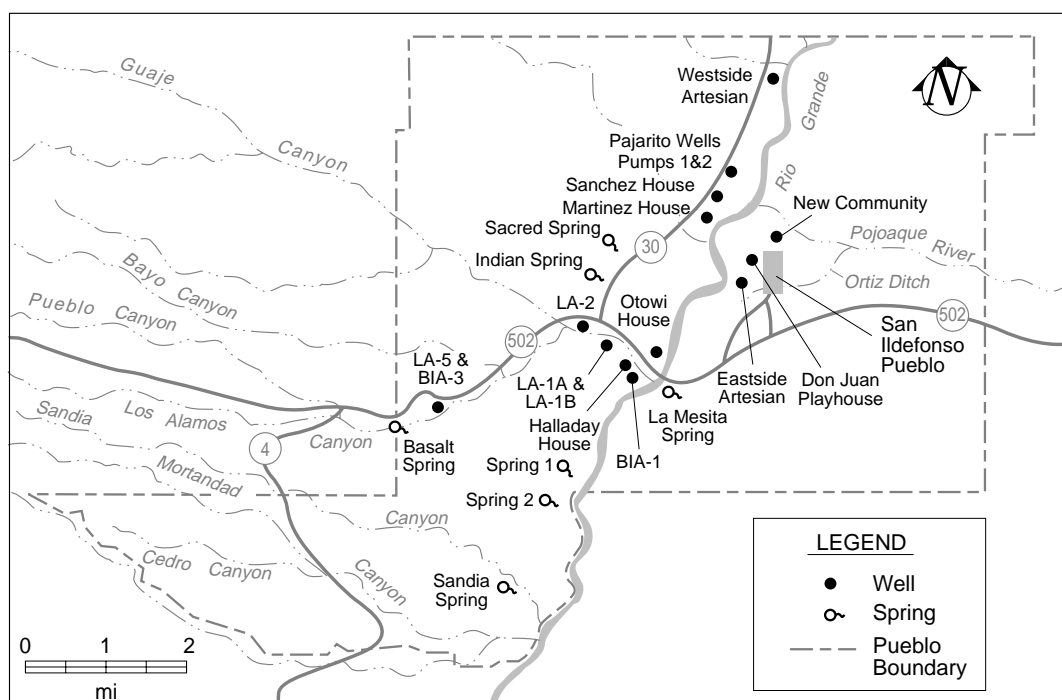 Guaje
Canyon
Westside
Artesian
N
Grande
Rio
Pajarito Wells
Pumps 1&2
Sanchez House
Martinez House
New Community
Pojoaque
River
Ortiz Ditch
Sacred Spring
30
Indian Spring
Bayo Canyon
Pueblo Canyon
LA-2
Otowi
House
502
502
San
Ildefonso
Pueblo
LA-5 &
BIA-3
LA-1A &
LA-1B
Eastside
Artesian
Don Juan
Playhouse
Sandia
Los Alamos
Canyon
4
Basalt
Spring
Halladay
House
La Mesita
Spring
BIA-1
Mortandad
Spring 1
Spring 2
Canyon
Cedro Canyon
Canyon
Sandia
Spring
LEGEND
Well
Spring
Pueblo
Boundary
0 1 2
mi